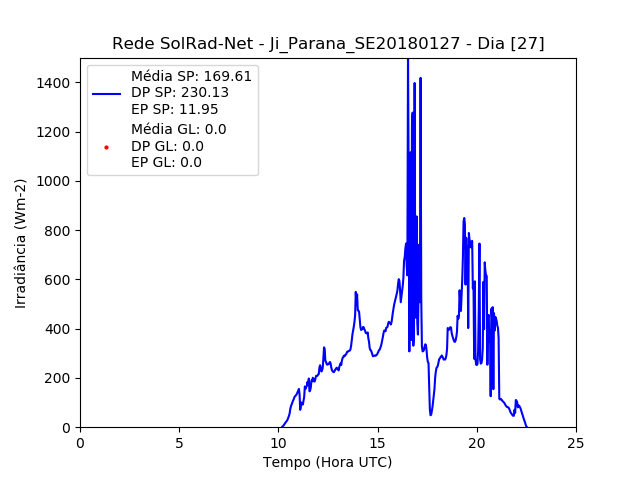 Rede SolRad-Net - Ji_Parana_SE20180127 - Dia [27]
Média SP: 169.61
DP SP: 230.13
EP SP: 11.95
Média GL: 0.0
DP GL: 0.0
EP GL: 0.0
Irradiância (Wm-2)
1400
1200
1000
800
600
400
200
0
0 5 10 15 20 25
Tempo (Hora UTC)